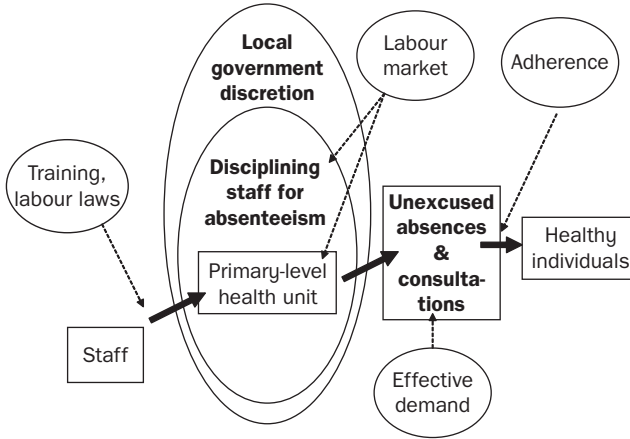 Local
government
discretion
Labour
market
Adherence
Training,
labour laws
Disciplining
staff for
absenteeism
Unexcused
absences
&
consulta-
tions
Primary-level
health unit
Healthy
individuals
Staff
Effective
demand